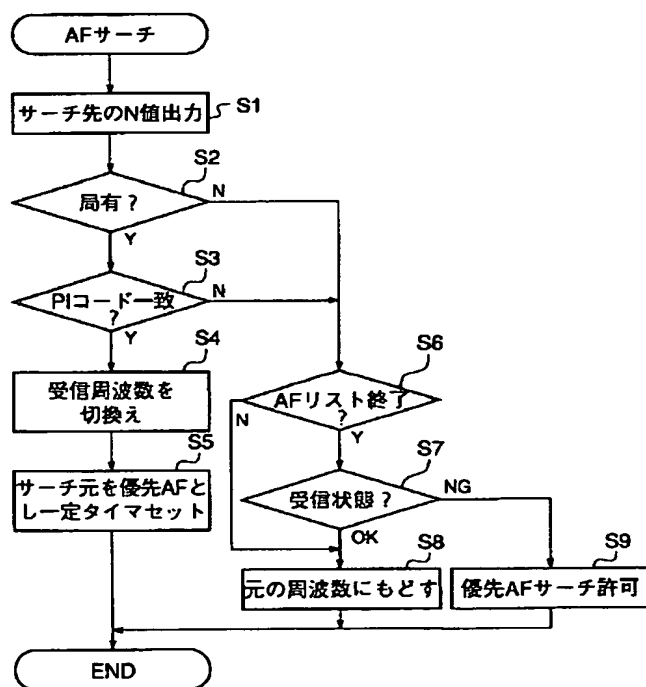 AFサーチ
サーチ先のN値出力
S1
S2
局有?
N
Y
S3
PIコード一致
?
N
Y
S4
受信周波数を
切換え
S5
サーチ元を優先AFと
し一定タイマセット
S6
AFリスト終了
?
N
Y
S7
受信状態?
NG
OK
S8
元の周波数にもどす
S9
優先AFサーチ許可
END